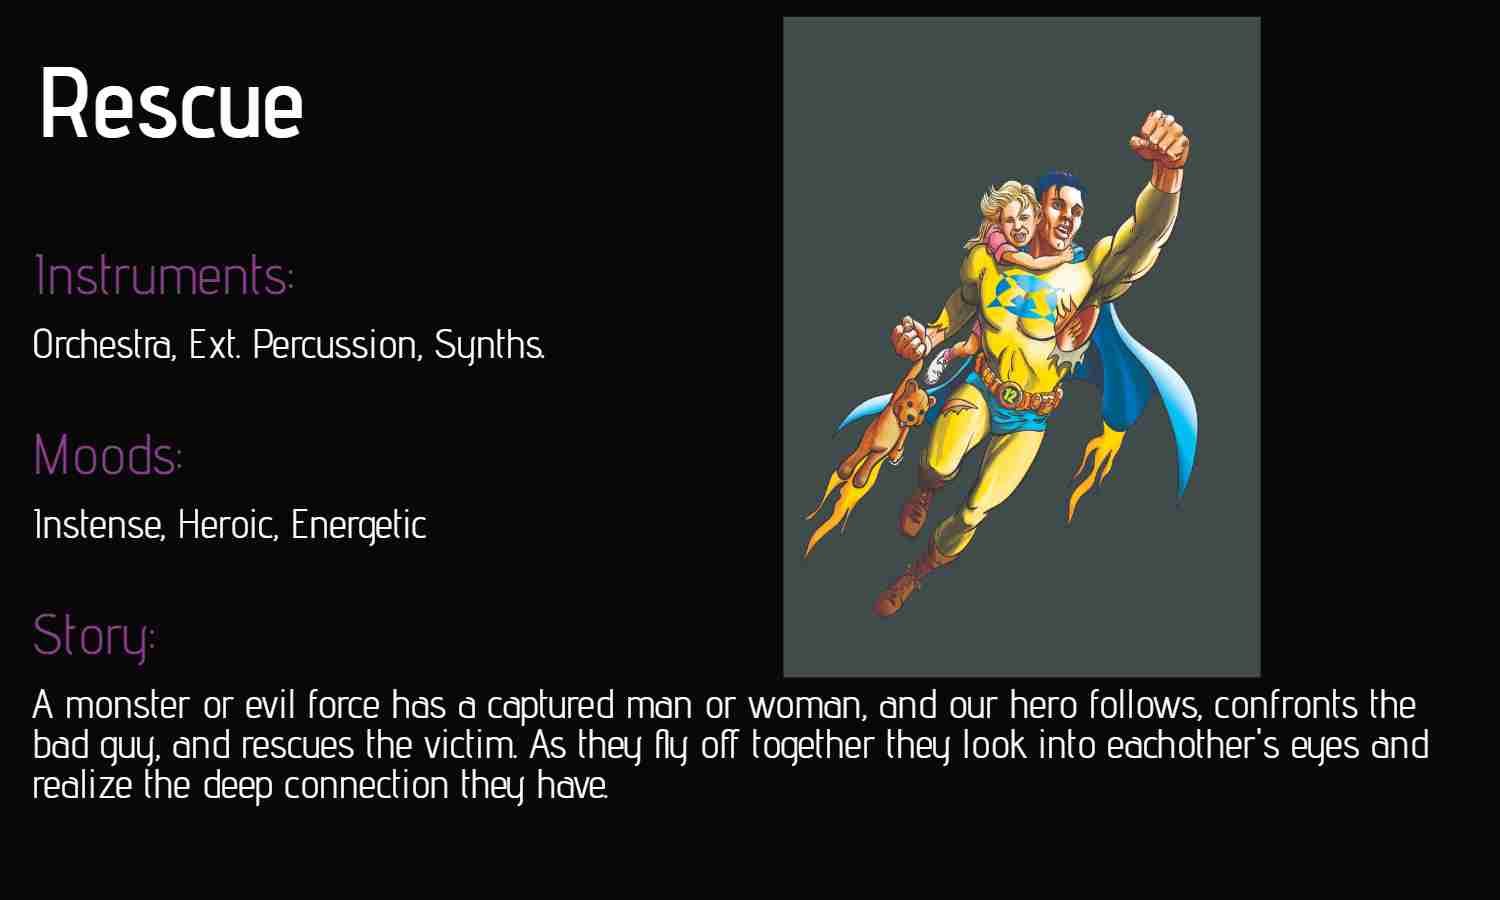 Rescue
Instruments:
Orchestra, Ext. Percussion, Synths.
Moods:
Instense, Heroic, Energetic
12
Story:
A monster or evil force has a captured man or woman, and our hero follows, confronts the
bad guy, and rescues the victim. As they fly off together they look into eachother's eyes and
realize the deep connection they have.